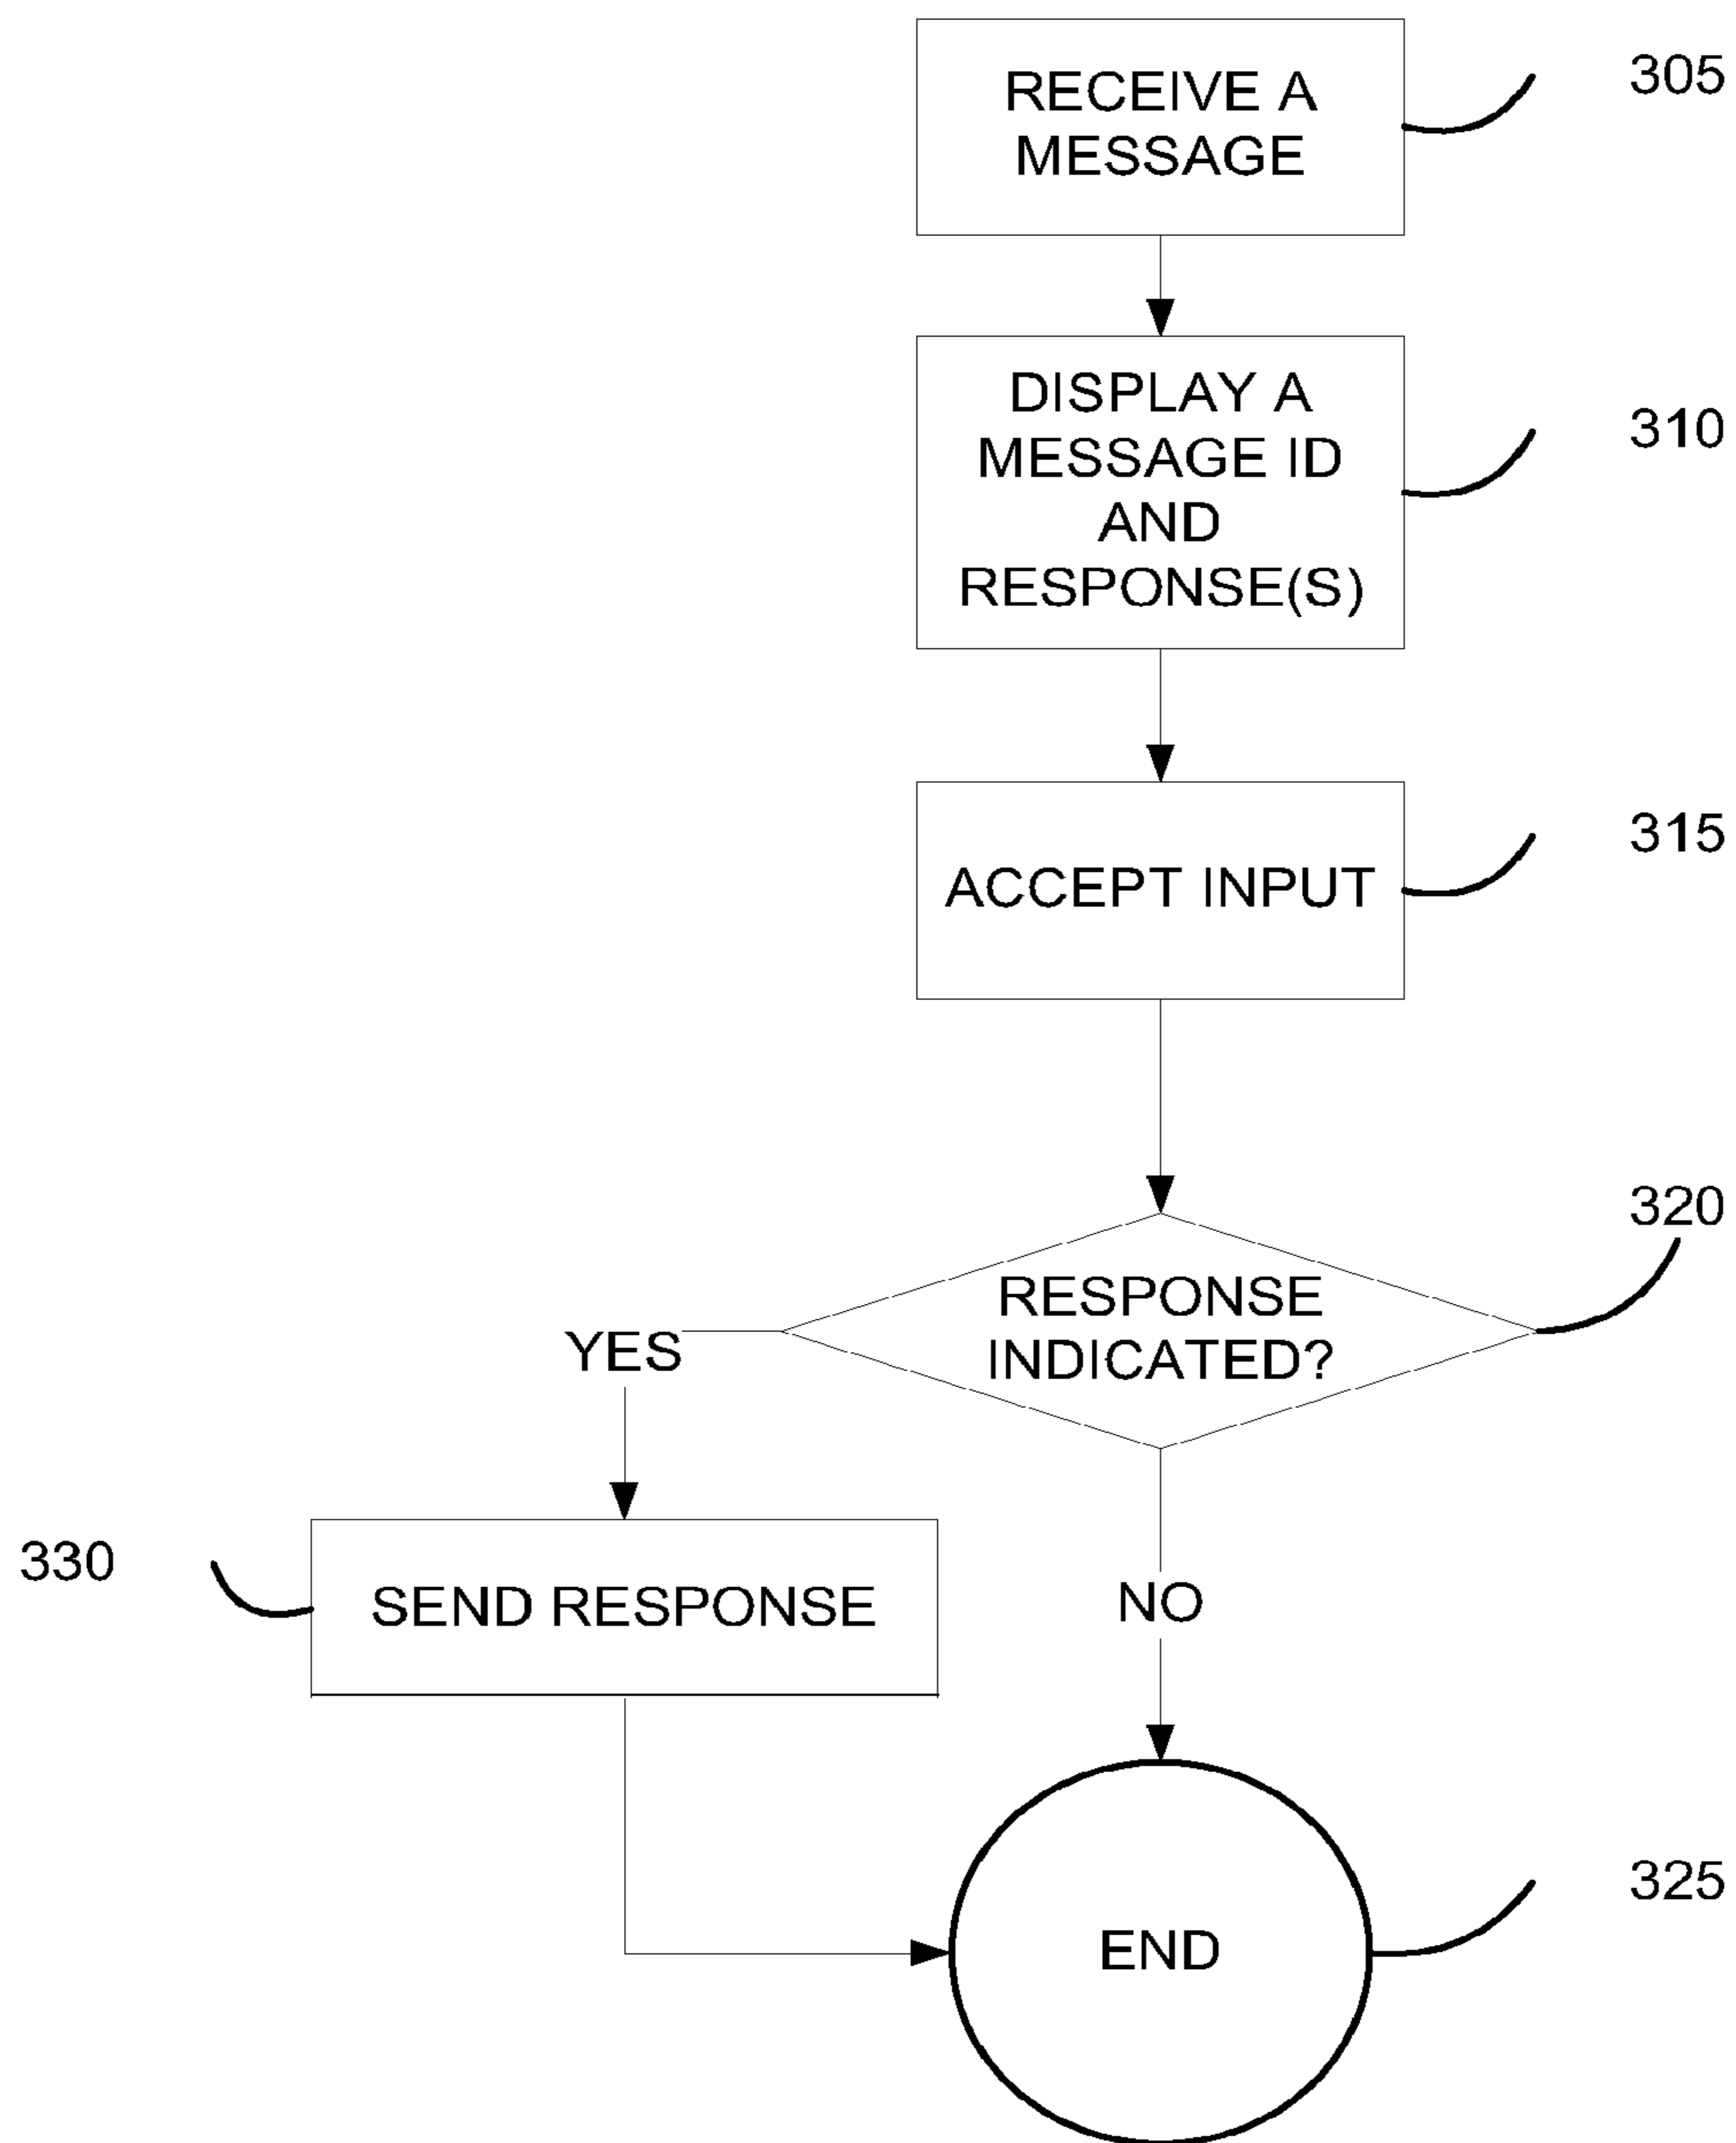 RECEIVE A
MESSAGE
305
DISPLAY A
MESSAGE ID
AND
RESPONSE(S)
310
ACCEPT INPUT
315
320
RESPONSE
INDICATED?
YES
330
SEND RESPONSE
NO
END
325